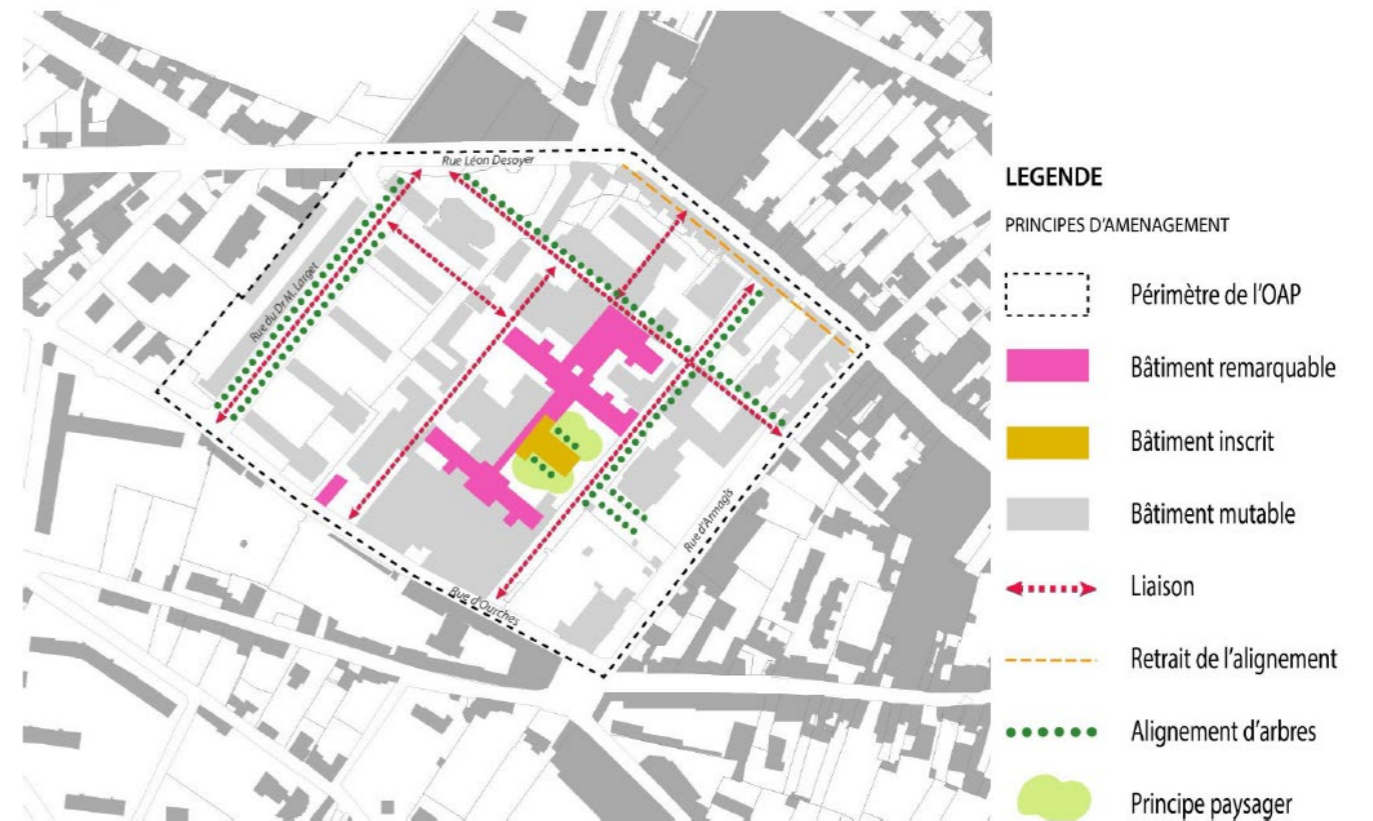 Rue Léon Desoyer
Rue du Dr M. Larget
Rue d'Armagis
Rue d'Ourches
LEGENDE
PRINCIPES D'AMENAGEMENT
Périmètre de l'OAP
Bâtiment remarquable
Bâtiment inscrit
Bâtiment mutable
Liaison
Retrait de l'alignement
Alignement d'arbres
Principe paysager